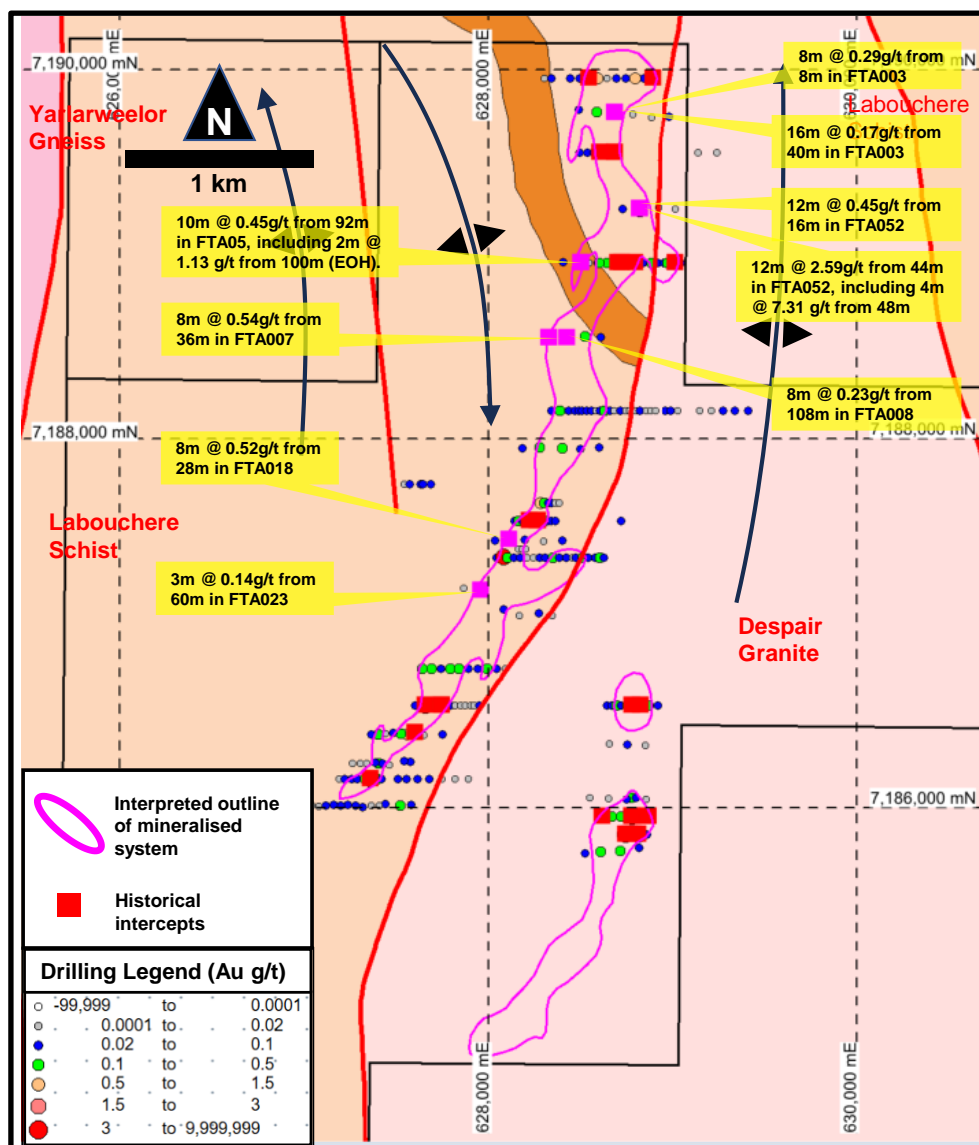 7,190,000 mN
626,000 mE
628,000 mE
630,000 mE
Yarlarweelor
Gneiss
N
1 km
8m @ 0.29g/t from
8m in FTA003
Labouchere
16m @ 0.17g/t from
40m in FTA003
10m @ 0.45g/t from 92m
in FTA05, including 2m @
1.13 g/t from 100m (EOH).
12m @ 0.45g/t from
16m in FTA052
12m @ 2.59g/t from 44m
in FTA052, including 4m
@ 7.31 g/t from 48m
8m @ 0.54g/t from
36m in FTA007
8m @ 0.23g/t from
108m in FTA008
7,188,000 mN
7,188,000 mN
8m @ 0.52g/t from
28m in FTA018
Labouchere
Schist
3m @ 0.14g/t from
60m in FTA023
Despair
Granite
7,186,000 mN
Interpreted outline
of mineralised
system
Historical
intercepts
Drilling Legend (Au g/t)
-99,999 to 0.0001
0.0001 to 0.02
0.02 to 0.1
0.1 to 0.5
0.5 to 1.5
1.5 to 3
3 to 9,999,999
628,000 mE
630,000 mE